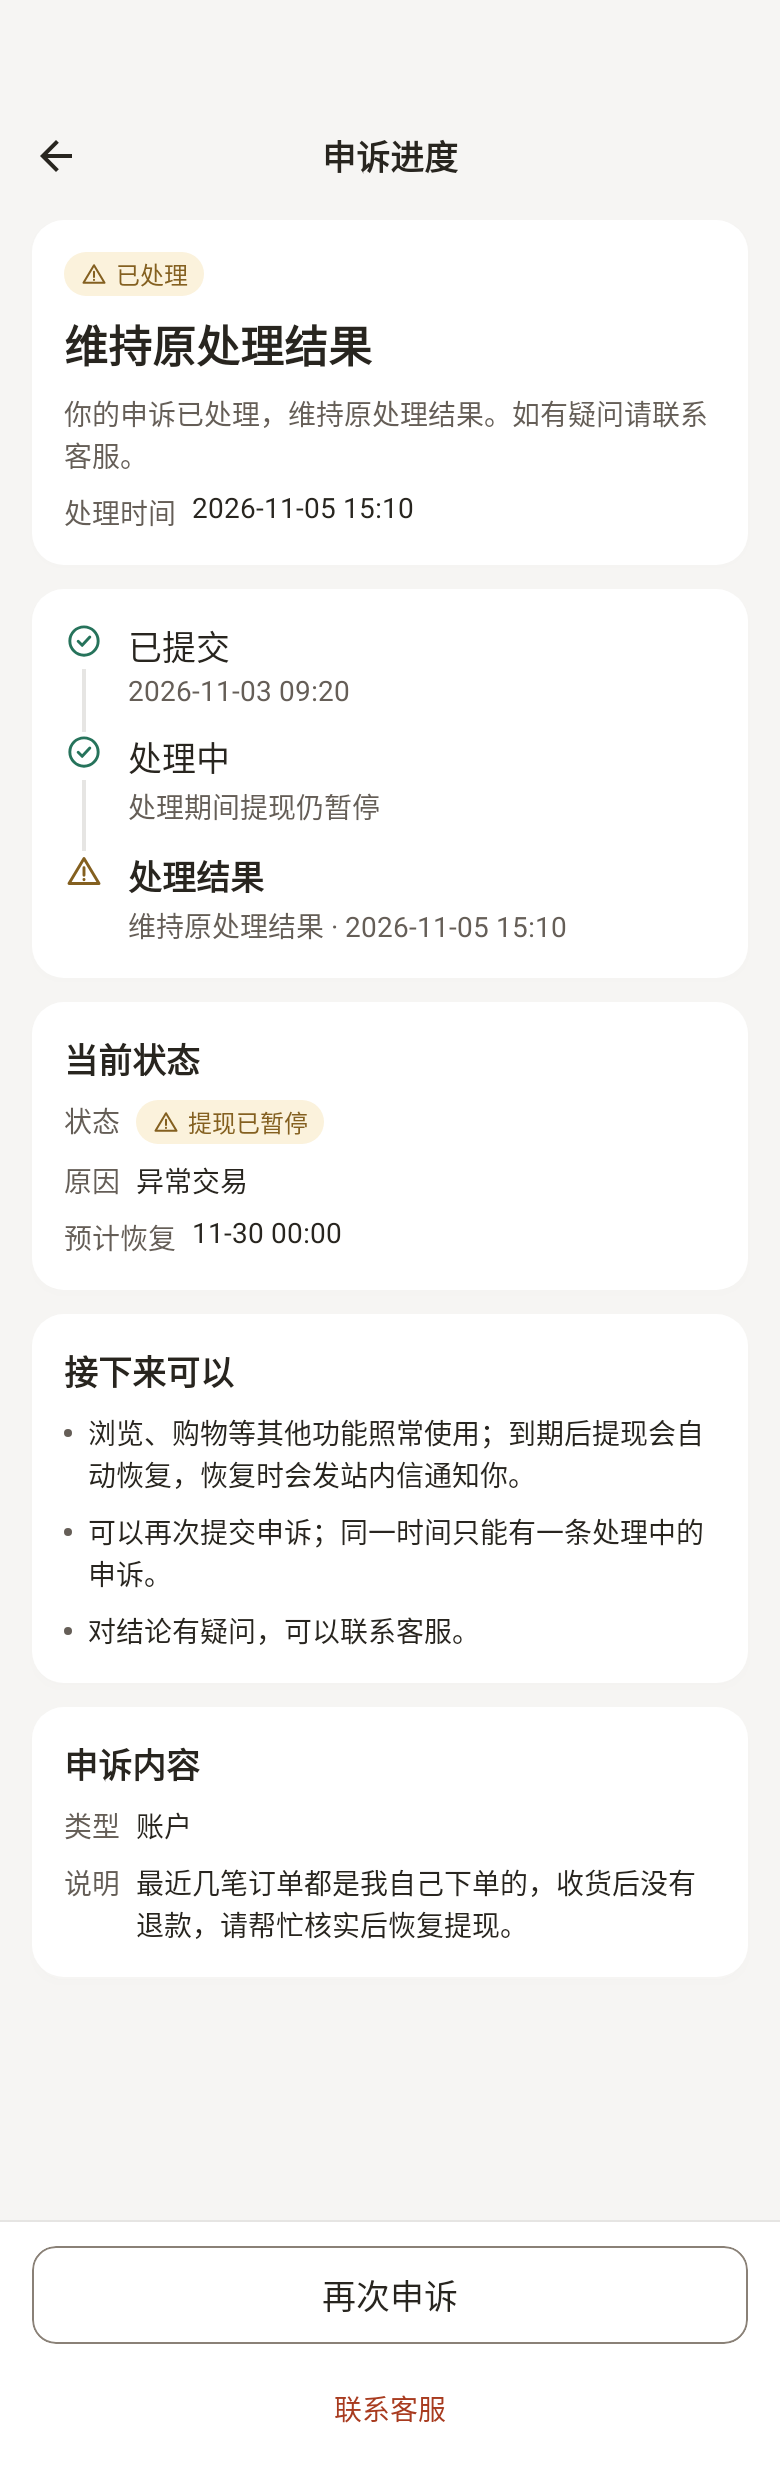 申诉进度
已处理
维持原处理结果
你的申诉已处理，维持原处理结果。如有疑问请联系
客服。
处理时间 2026-11-05 15:10
已提交
2026-11-03 09:20
处理中
处理期间提现仍暂停
处理结果
维持原处理结果 · 2026-11-05 15:10
当前状态
状态 提现已暂停
原因 异常交易
预计恢复 11-30 00:00
接下来可以
浏览、购物等其他功能照常使用；到期后提现会自
动恢复，恢复时会发站内信通知你。
可以再次提交申诉；同一时间只能有一条处理中的
申诉。
对结论有疑问，可以联系客服。
申诉内容
类型 账户
说明 最近几笔订单都是我自己下单的，收货后没有
退款，请帮忙核实后恢复提现。
再次申诉
联系客服